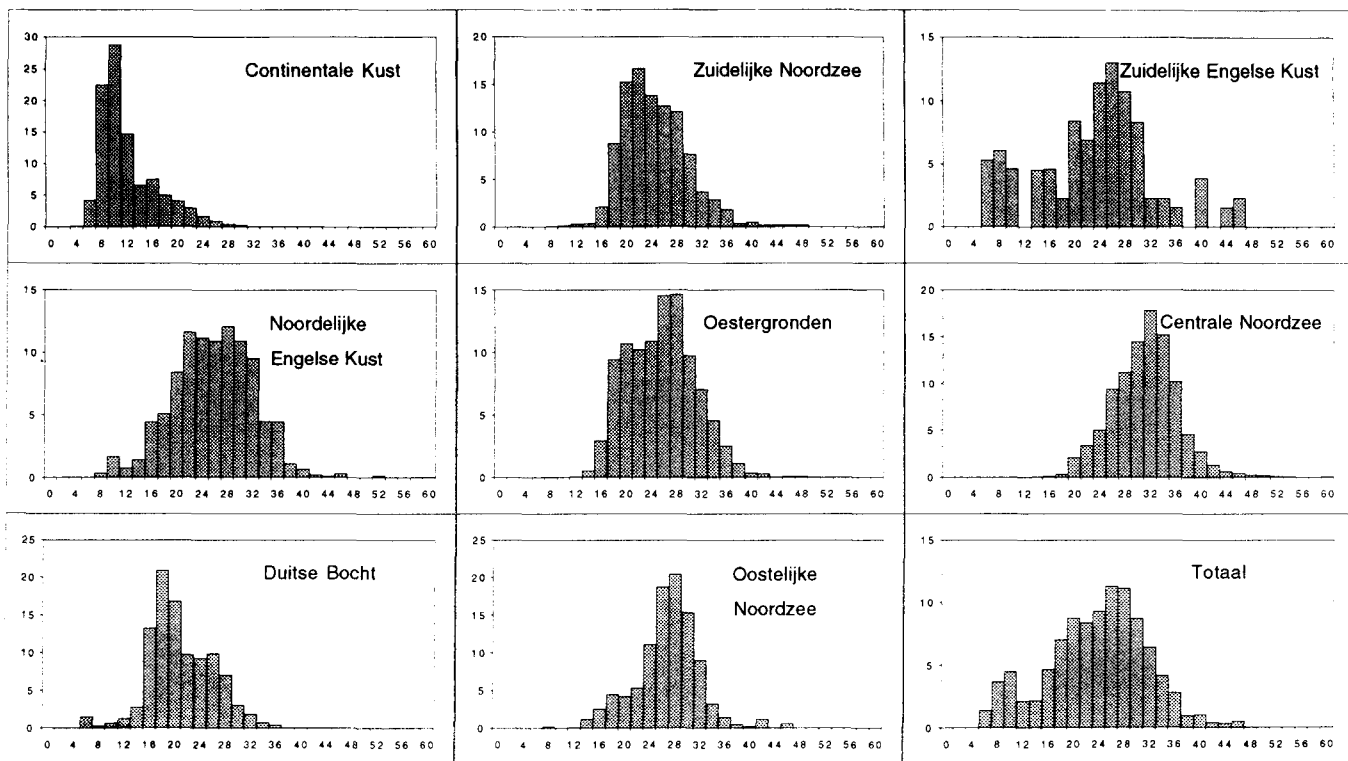 30
25
20
15
10
5
0
Continentale Kust
0 4 8 12 16 20 24 28 32 36 40 44 48 52 56 60
20
15
10
5
0
Zuidelijke Noordzee
0 4 8 12 16 20 24 28 32 36 40 44 48 52 56 60
15
10
5
0
Zuidelijke Engelse Kust
0 4 8 12 16 20 24 28 32 36 40 44 48 52 56 60
15
10
5
0
Noordelijke
Engelse Kust
0 4 8 12 16 20 24 28 32 36 40 44 48 52 56 60
15
10
5
0
Oestergronden
0 4 8 12 16 20 24 28 32 36 40 44 48 52 56 60
20
15
10
5
0
Centrale Noordzee
0 4 8 12 16 20 24 28 32 36 40 44 48 52 56 60
25
20
15
10
5
0
Duitse Bocht
0 4 8 12 16 20 24 28 32 36 40 44 48 52 56 60
25
20
15
10
5
0
Oostelijke
Noordzee
0 4 8 12 16 20 24 28 32 36 40 44 48 52 56 60
15
10
5
0
Totaal
0 4 8 12 16 20 24 28 32 36 40 44 48 52 56 60